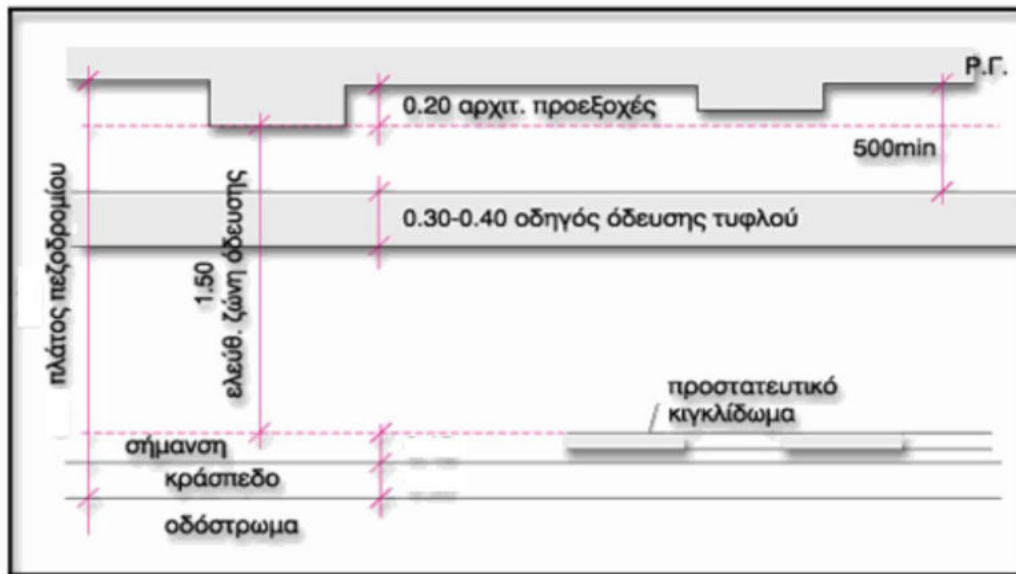 Ρ.Γ.
0.20 αρχιτ. προεξοχές
500min
πλάτος πεζοδρομίου
1.50
ελεύθ. ζώνη όδευσης
0.30-0.40 οδηγός όδευσης τυφλού
προστατευτικό
κιγκλίδωμα
σήμανση
κράσπεδο
οδόστρωμα